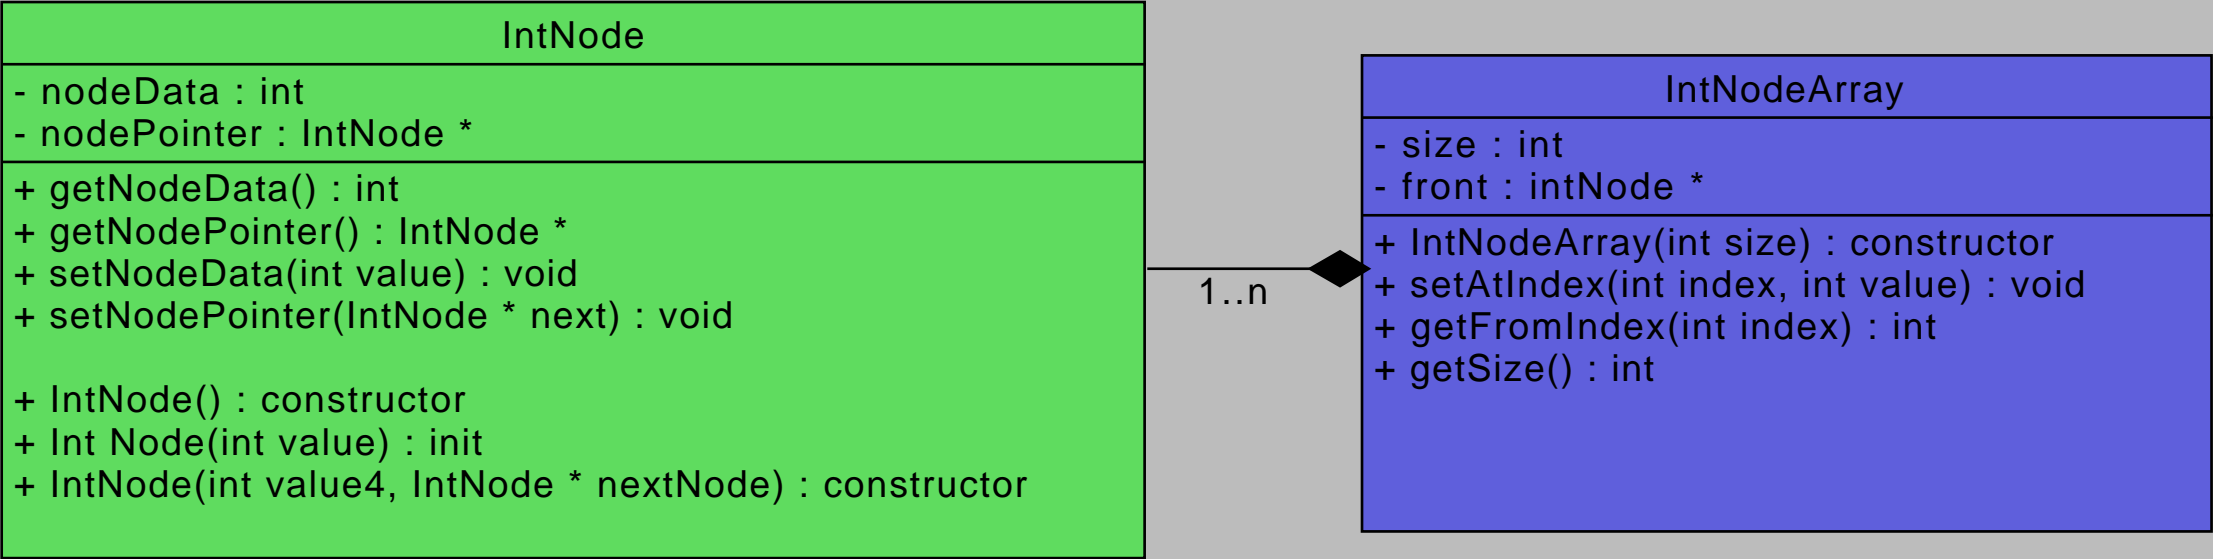 IntNode
- nodeData : int
- nodePointer : IntNode *
+ getNodeData() : int
+ getNodePointer() : IntNode *
+ setNodeData(int value) : void
+ setNodePointer(IntNode * next) : void
+ IntNode() : constructor
+ Int Node(int value) : init
+ IntNode(int value4, IntNode * nextNode) : constructor
1..n
IntNodeArray
- size : int
- front : intNode *
+ IntNodeArray(int size) : constructor
+ setAtIndex(int index, int value) : void
+ getFromIndex(int index) : int
+ getSize() : int